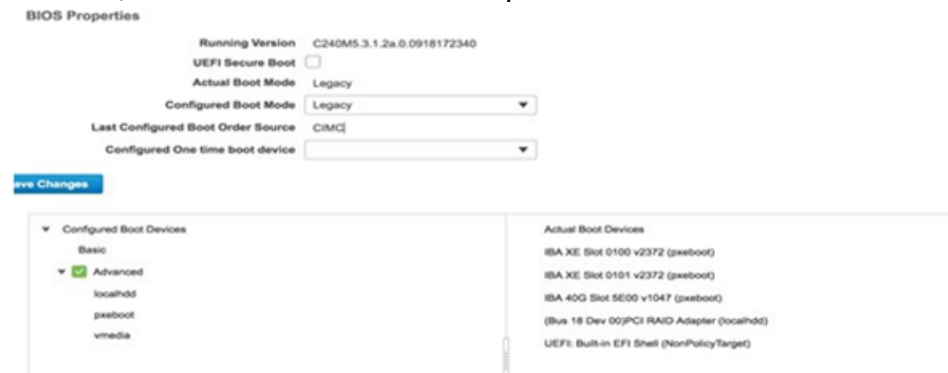 BIOS Properties
Running Version C240M5.3.1.2a.0.0918172340
UEFI Secure Boot
Actual Boot Mode Legacy
Configured Boot Mode Legacy
Last Configured Boot Order Source CIMC
Configured One time boot device
ave Changes
Configured Boot Devices
Basic
Advanced
localhdd
pxeboot
vmedia
Actual Boot Devices
IBA XE Slot 0100 v2372 (pxeboot)
IBA XE Slot 0101 v2372 (pxeboot)
IBA 40G Slot 5E00 v1047 (pxeboot)
(Bus 18 Dev 00)PCI RAID Adapter (localhdd)
UEFI: Built-in EFI Shell (NonPolicyTarget)